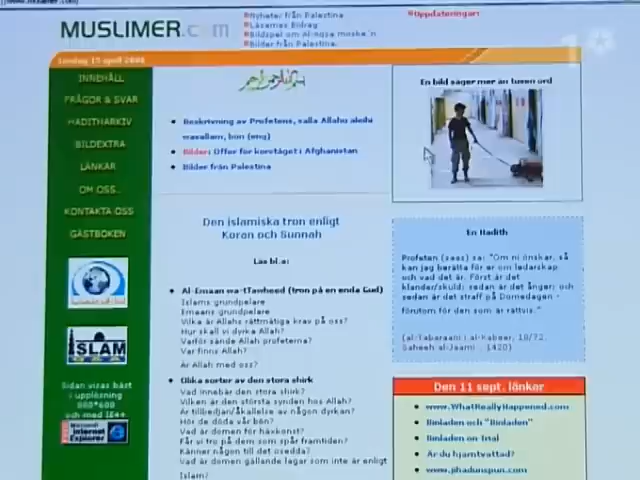 MUSLIMER.com
Nyheter från Palestina
Läsarnas Bidrag
Bildspel om Al-Aqsa moské'n
Bilder från Palestina.
Uppdateringar:
lördag 15 april 2006
INNEHÅLL
FRÅGOR & SVAR
HADITHARKIV
BILDEXTRA
LÄNKAR
OM OSS..
KONTAKTA OSS
GÄSTBOKEN
ISLAM
Sidan visas bäst
i upplösning
800*600
och med IE4+
Microsoft
Internet
Explorer
Beskrivning av Profeten, salla Allahu aleihi
wasallam, bön (eng)
Bilder: Offer för korståget i Afghanistan
Bilder från Palestina
Den islamiska tron enligt
Koran och Sunnah
Läs bl.a:
Al-Emaan wa-tTawheed (tron på en enda Gud)
Islams grundpelare
Emaans grundpelare
Vilka är Allahs rättmätiga krav på oss?
Hur skall vi dyrka Allah?
Varför sände Allah profeterna?
Var finns Allah?
Är Allah med oss?
Olika sorter av den stora shirk
Vad innebär den stora shirk?
Vilken är den största synden hos Allah?
Är tillbedjan/åkallelse av någon dyrkan?
Hör de döda vår bön?
Vad är domen för häxkonst?
Får vi tro på dem som spår framtiden?
Känner någon till det osedda?
Vad är domen gällande lagar som inte är enligt
Islam?
En bild säger mer än tusen ord
En Hadith
Profeten (saas) sa: "Om ni önskar, så
kan jag berätta för er om ledarskap
och vad det är. Först är det
klander/skuld; sedan är det ånger; och
sedan är det straff på Domedagen -
förutom för den som är rättvis."
(al-Tabaraani i al-Kabeer, 18/72.
Saheeh al-Jaami', 1420)
Den 11 sept. länkar
www.WhatReallyHappened.com
Binladen och "Binladen"
Binladen on trial
Är du hjärntvättad?
www.jihadunspun.com